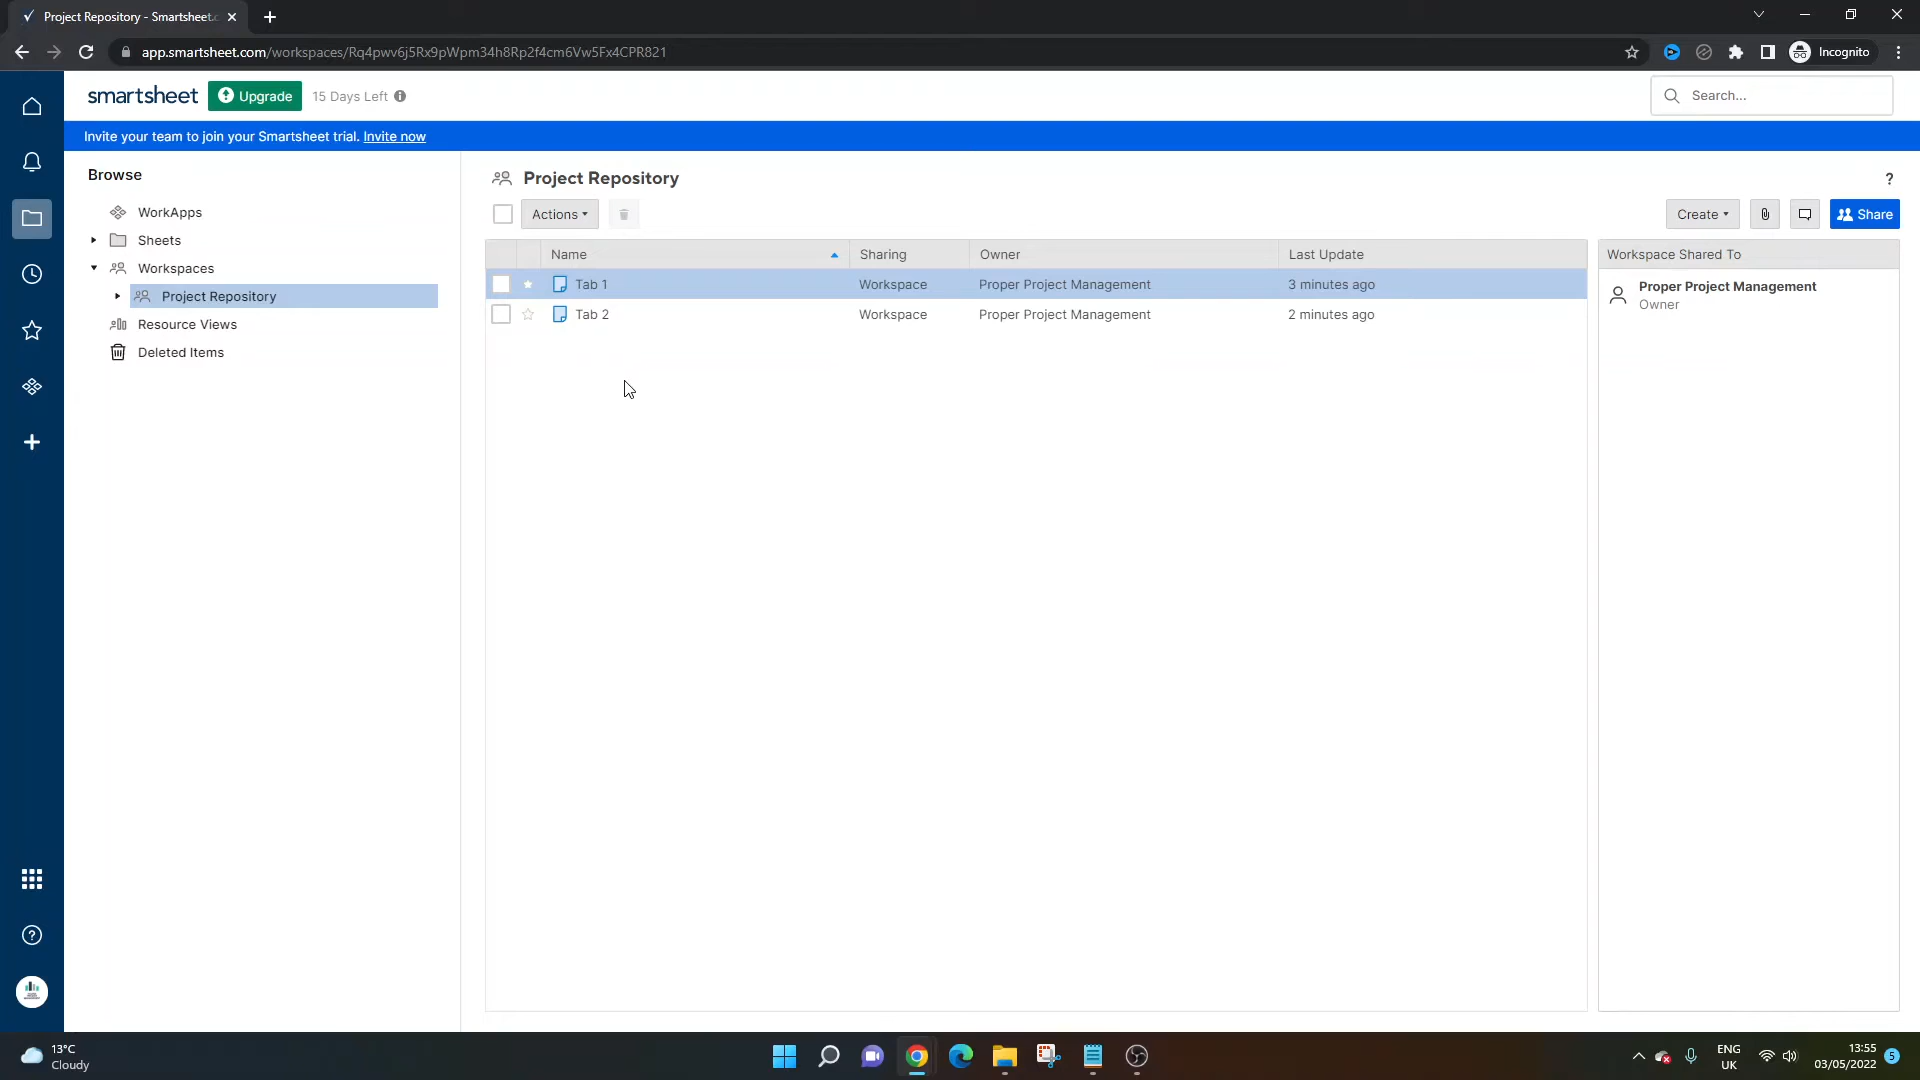 Project Repository - Smartsheet.c
app.smartsheet.com/workspaces/Rq4pwv6j5Rx9pWpm34h8Rp2f4cm6Vw5Fx4CPR821
Incognito
smartsheet
Upgrade
15 Days Left
Search...
Invite your team to join your Smartsheet trial. Invite now
Browse
WorkApps
Sheets
Workspaces
Project Repository
Resource Views
Deleted Items
Project Repository
?
Actions
Create
Share
Name Sharing Owner Last Update
Tab 1 Workspace Proper Project Management 3 minutes ago
Tab 2 Workspace Proper Project Management 2 minutes ago
Workspace Shared To
Proper Project Management
Owner
13°C
Cloudy
ENG
UK
13:55
03/05/2022
5